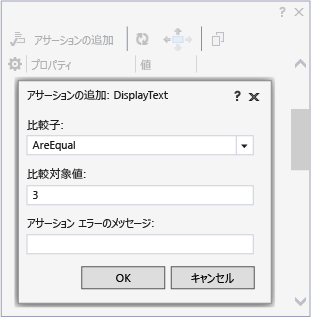 アサーションの追加
プロパティ 値
アサーションの追加: DisplayText
比較子:
AreEqual
比較対象値:
3
アサーション エラーのメッセージ:
OK キャンセル